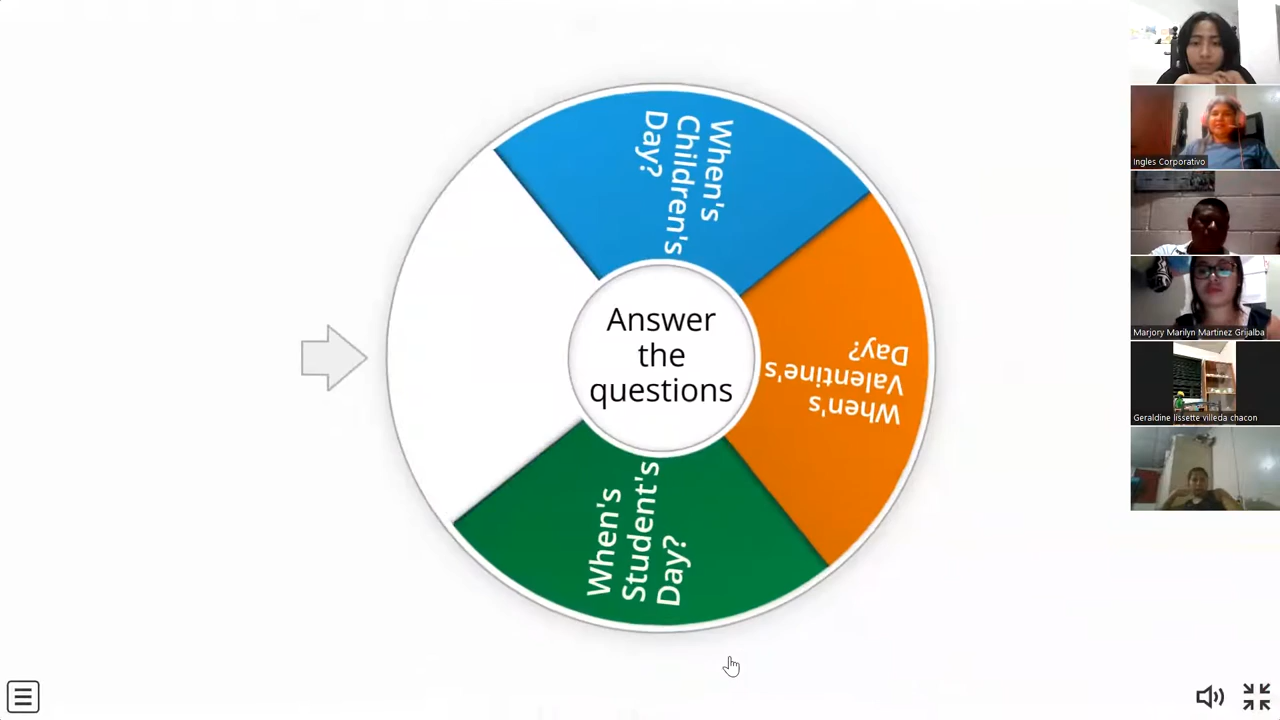 When's
Children's
Day?
When's
Valentine's
Day?
When's
Student's
Day?
Answer
the
questions
Ingles Corporativo
Marjory Marilyn Martinez Grijalba
Geraldine lissette villeda chacon